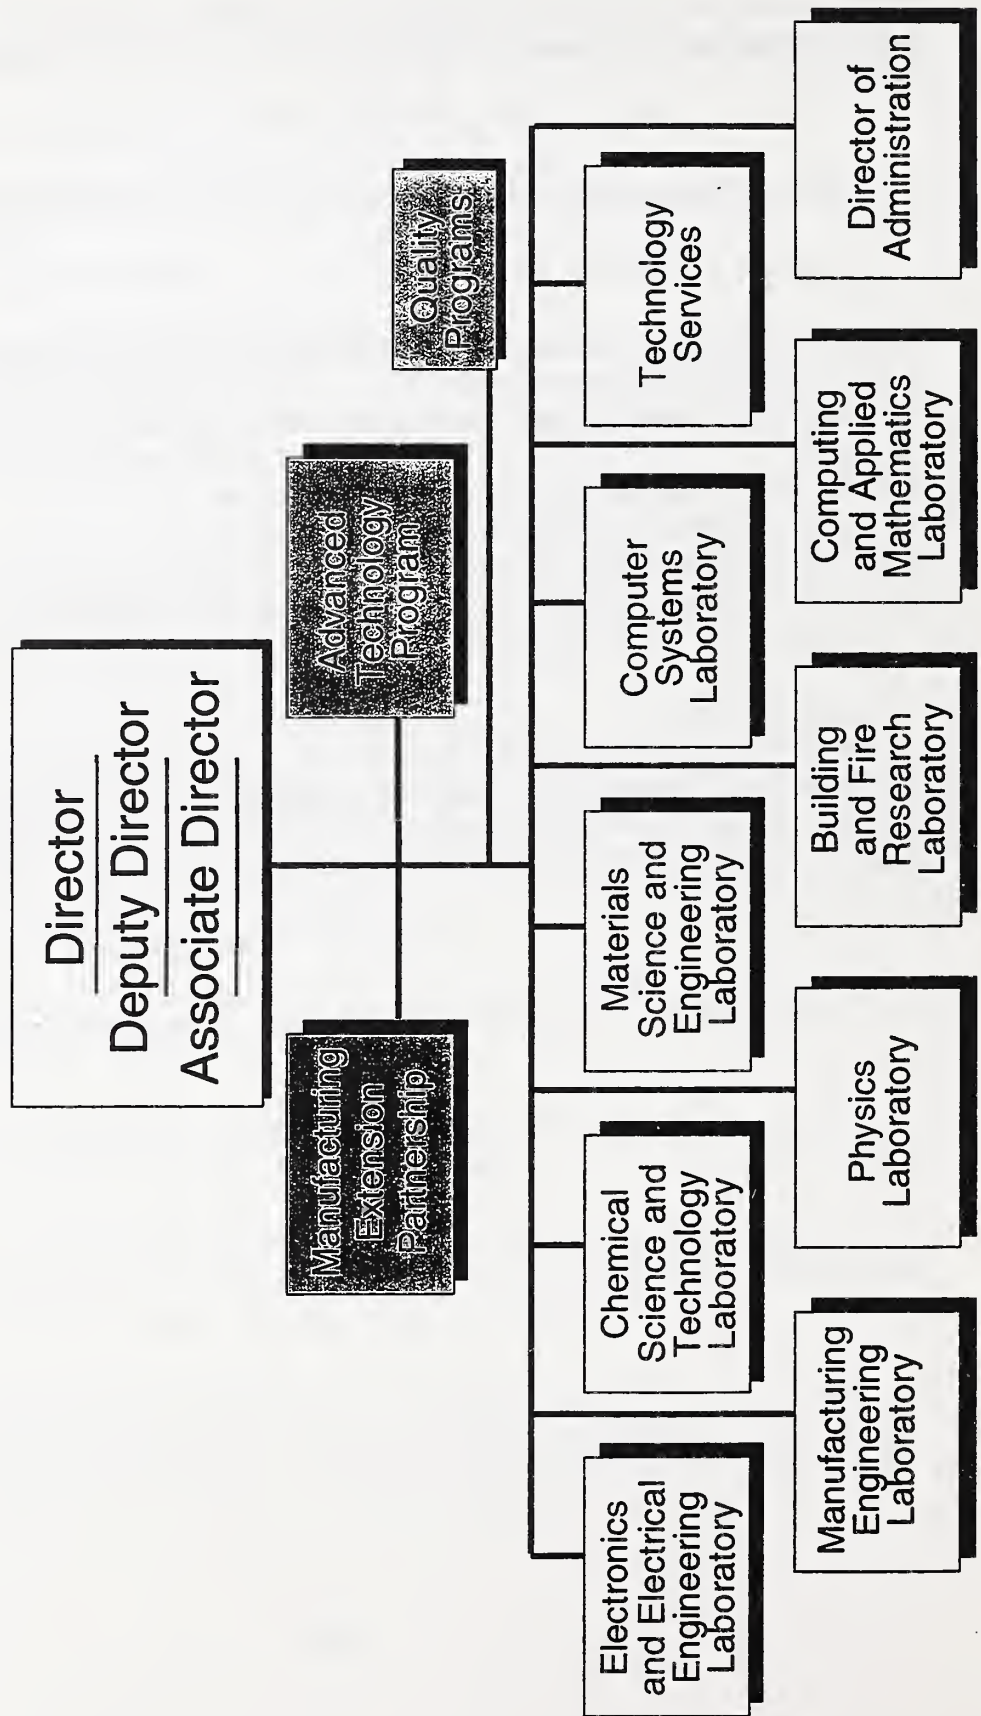 Director
Deputy Director
Associate Director
Manufacturing
Extension
Partnership
Advanced
Technology
Program
Quality
Programs
Electronics
and Electrical
Engineering
Laboratory
Chemical
Science and
Technology
Laboratory
Materials
Science and
Engineering
Laboratory
Computer
Systems
Laboratory
Technology
Services
Manufacturing
Engineering
Laboratory
Physics
Laboratory
Building
and Fire
Research
Laboratory
Computing
and Applied
Mathematics
Laboratory
Director of
Administration